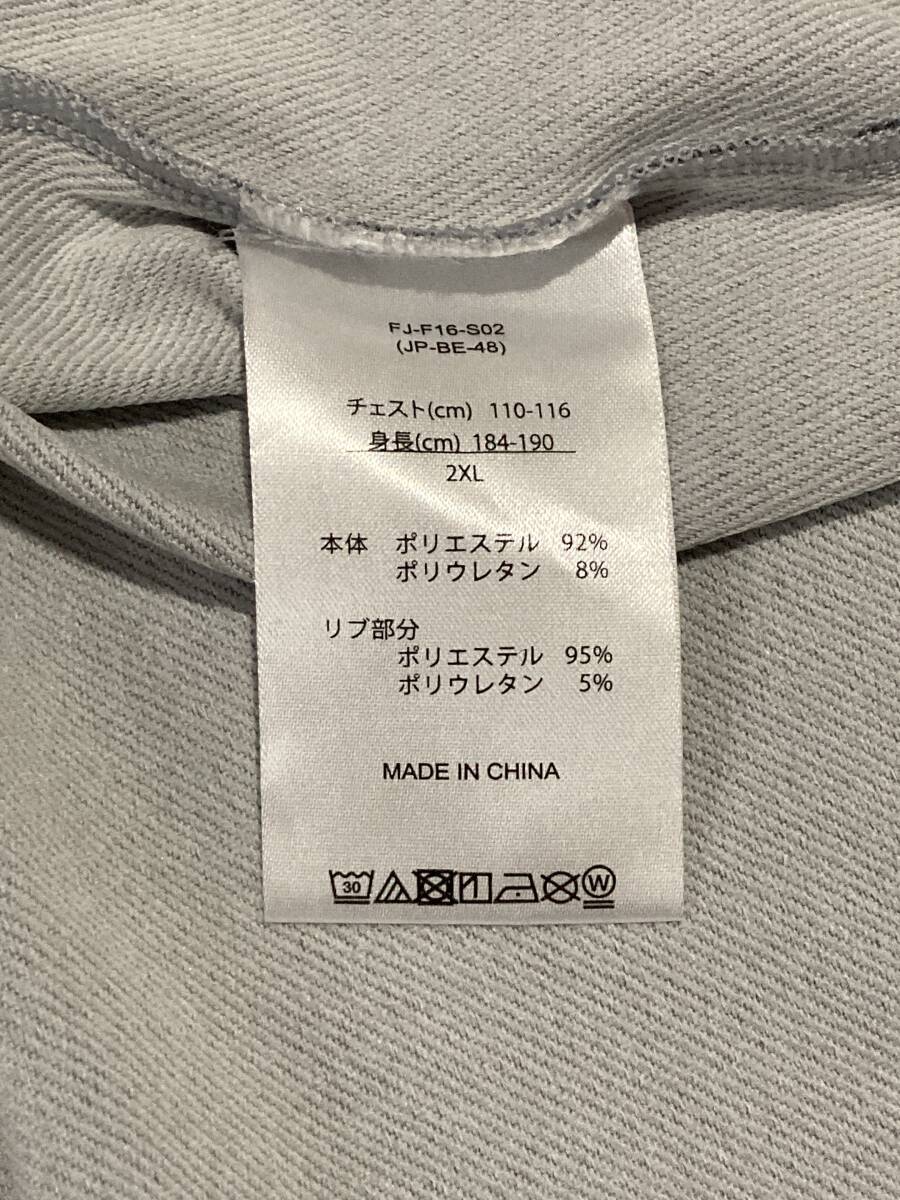 FJ-F16-S02
(JP-BE-48)
チェスト(cm) 110-116
身長(cm) 184-190
2XL
本体 ポリエステル 92%
ポリウレタン 8%
リブ部分
ポリエステル 95%
ポリウレタン 5%
MADE IN CHINA
30 W